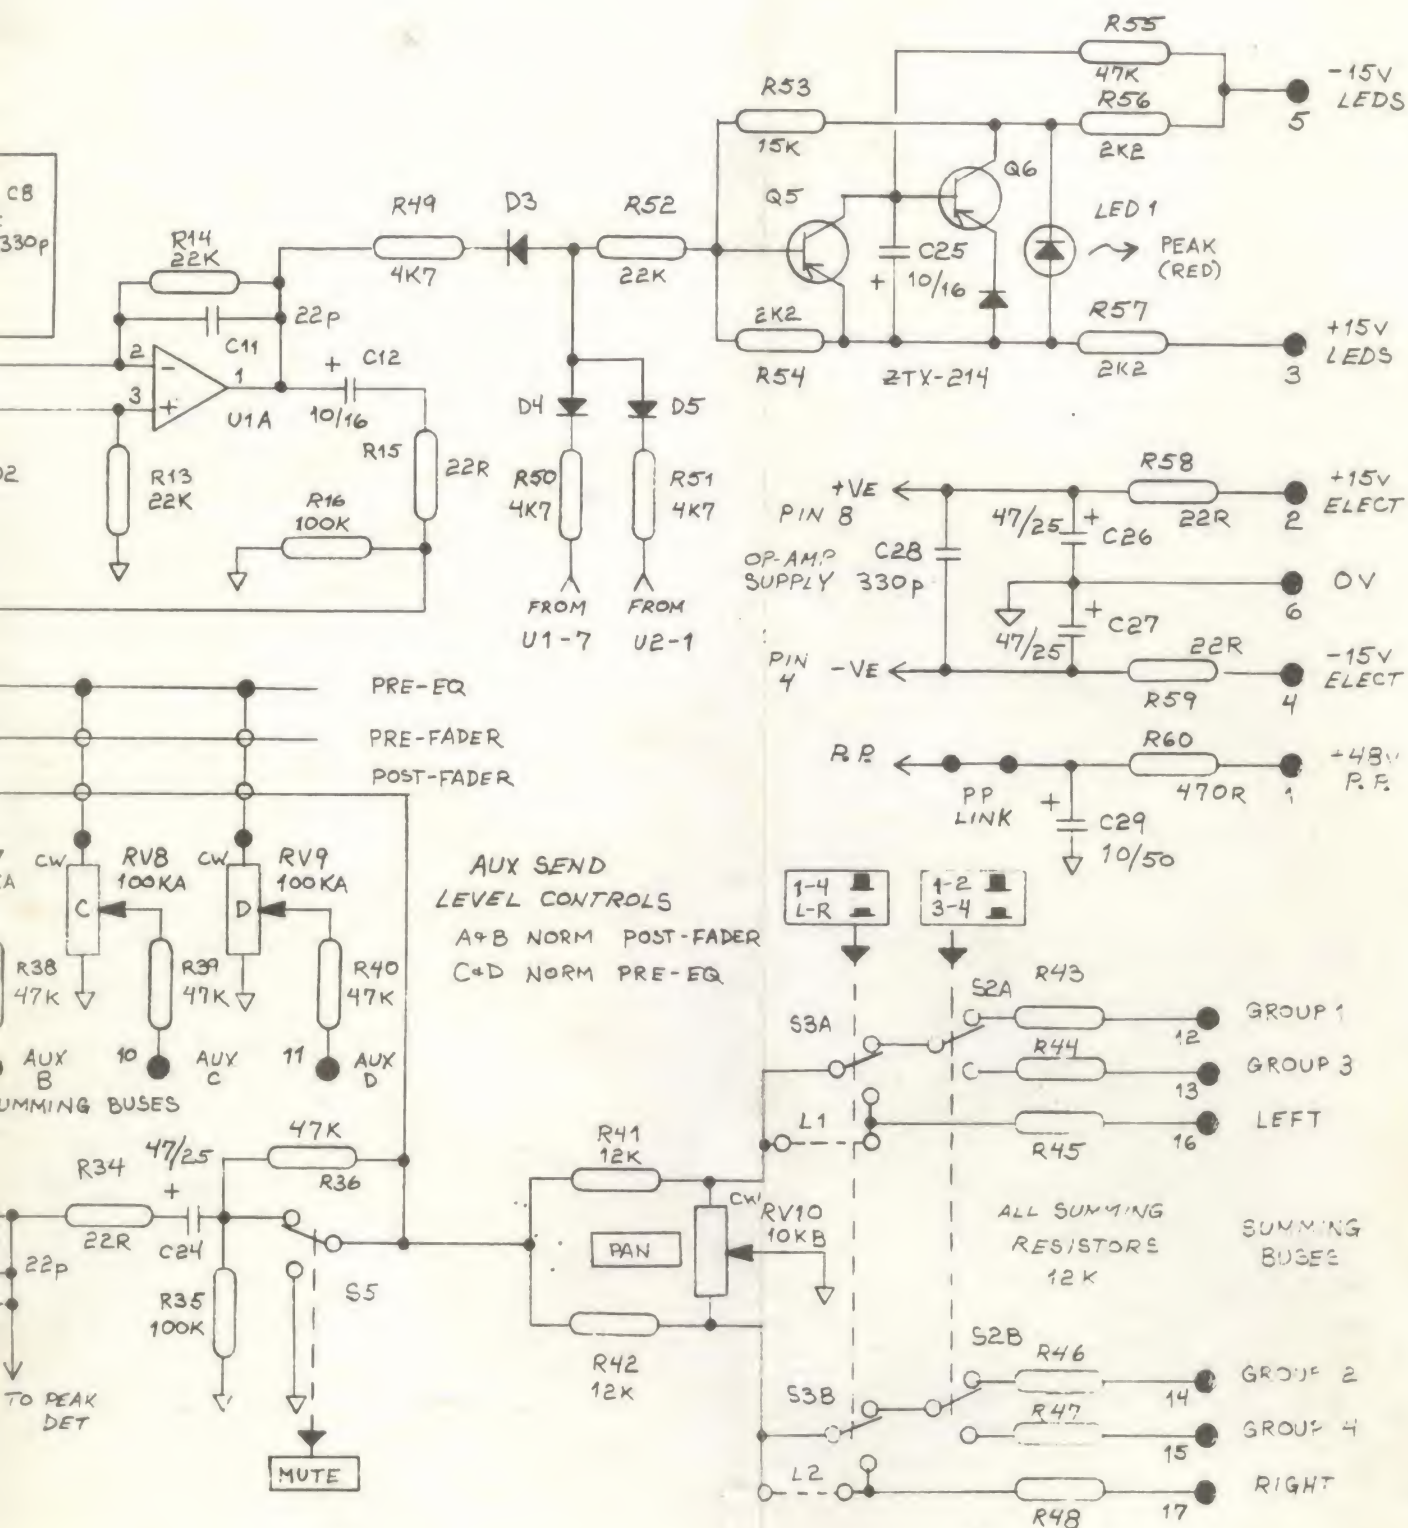 R55
47K
-15V
LEDS
5
R53
15K
R56
2K2
Q6
Q5
C8
330p
R49
4K7
D3
R52
22K
LED 1
PEAK
(RED)
C25
+ 10/16
R14
22K
22p
C11
2K2
R54
ZTX-214
R57
2K2
+15V
LEDS
3
2
-
3
+
1
U1A
+
C12
10/16
D4
D5
R15
22R
R13
22K
R16
100K
R50
4K7
R51
4K7
FROM
U1-7
FROM
U2-1
R58
22R
+15V
ELECT
2
+VE
PIN 8
47/25
+
C26
OP-AMP
SUPPLY
C28
330p
0V
6
47/25
+
C27
22R
R59
-15V
ELECT
4
PIN
4
-VE
PRE-EQ
PRE-FADER
POST-FADER
P.P.
PP
LINK
R60
470R
+48V
P.P.
1
+
C29
10/50
CW
RV8
100KA
C
CW
RV9
100KA
D
AUX SEND
LEVEL CONTROLS
A&B NORM POST-FADER
C&D NORM PRE-EQ
1-4
L-R
1-2
3-4
R38
47K
R39
47K
R40
47K
AUX
B
10
AUX
C
11
AUX
D
UMMING BUSES
S3A
S2A
R43
12
GROUP 1
R44
13
GROUP 3
L1
R45
16
LEFT
R34
22R
47/25
+
C24
47K
R36
22p
R35
100K
S5
TO PEAK
DET
MUTE
R41
12K
PAN
CW
RV10
10KB
R42
12K
ALL SUMMING
RESISTORS
12K
SUMMING
BUSES
S3B
S2B
R46
14
GROUP 2
R47
15
GROUP 4
L2
R48
17
RIGHT